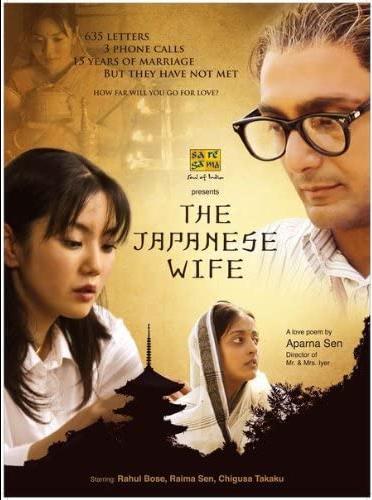 635 LETTERS
3 PHONE CALLS
15 YEARS OF MARRIAGE
BUT THEY HAVE NOT MET
HOW FAR WILL YOU GO FOR LOVE?
sa re
ga ma
Soul of India
presents
THE
JAPANESE
WIFE
A love poem by
Aparna Sen
Director of
Mr. & Mrs. Iyer
Starring: Rahul Bose, Raima Sen, Chigusa Takaku